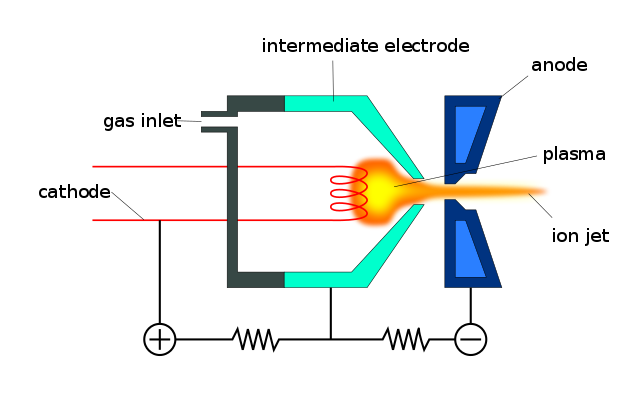 intermediate electrode
anode
gas inlet
plasma
cathode
ion jet